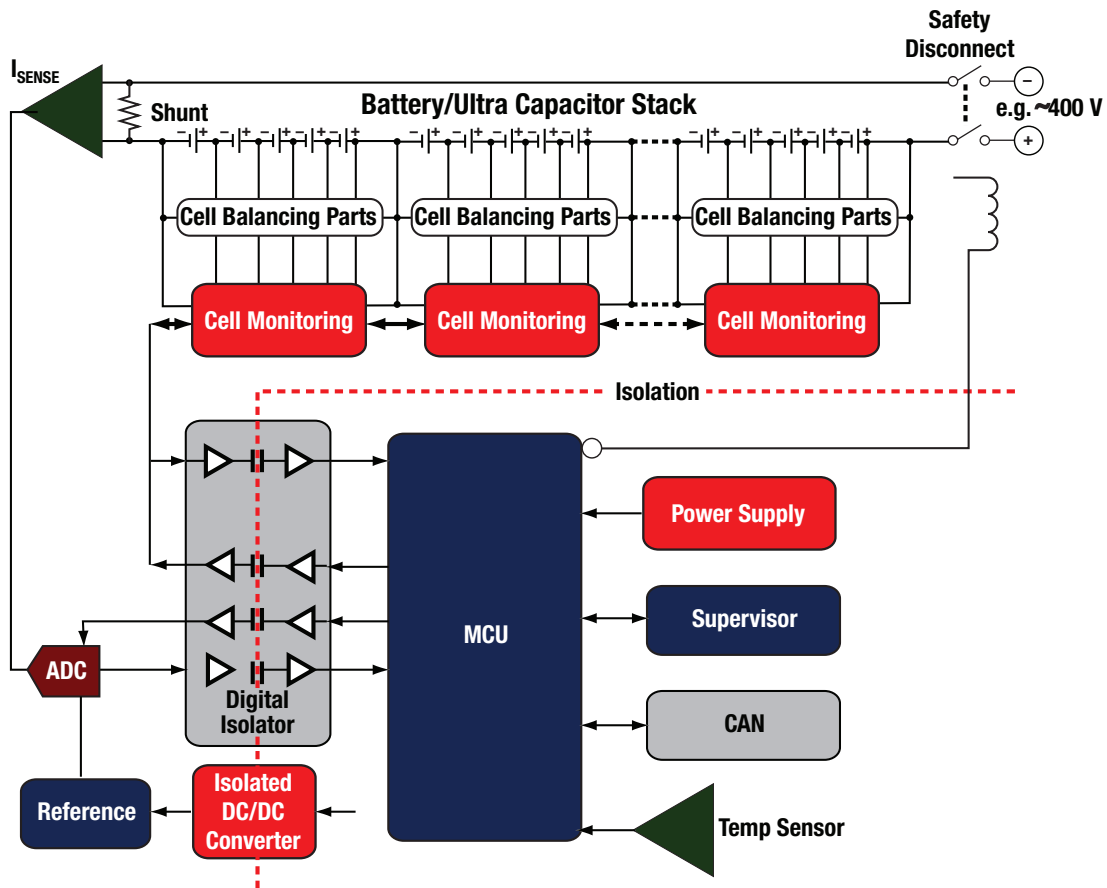 Safety
Disconnect
I_SENSE
−
Shunt
Battery/Ultra Capacitor Stack
e.g. ~400 V
− + − + − + − + − +
− + − + − + − + − +
− + − + − + − + − +
+
Cell Balancing Parts
Cell Balancing Parts
Cell Balancing Parts
Cell Monitoring
Cell Monitoring
Cell Monitoring
Isolation
Power Supply
MCU
Supervisor
ADC
Digital
Isolator
CAN
Reference
Isolated
DC/DC
Converter
Temp Sensor